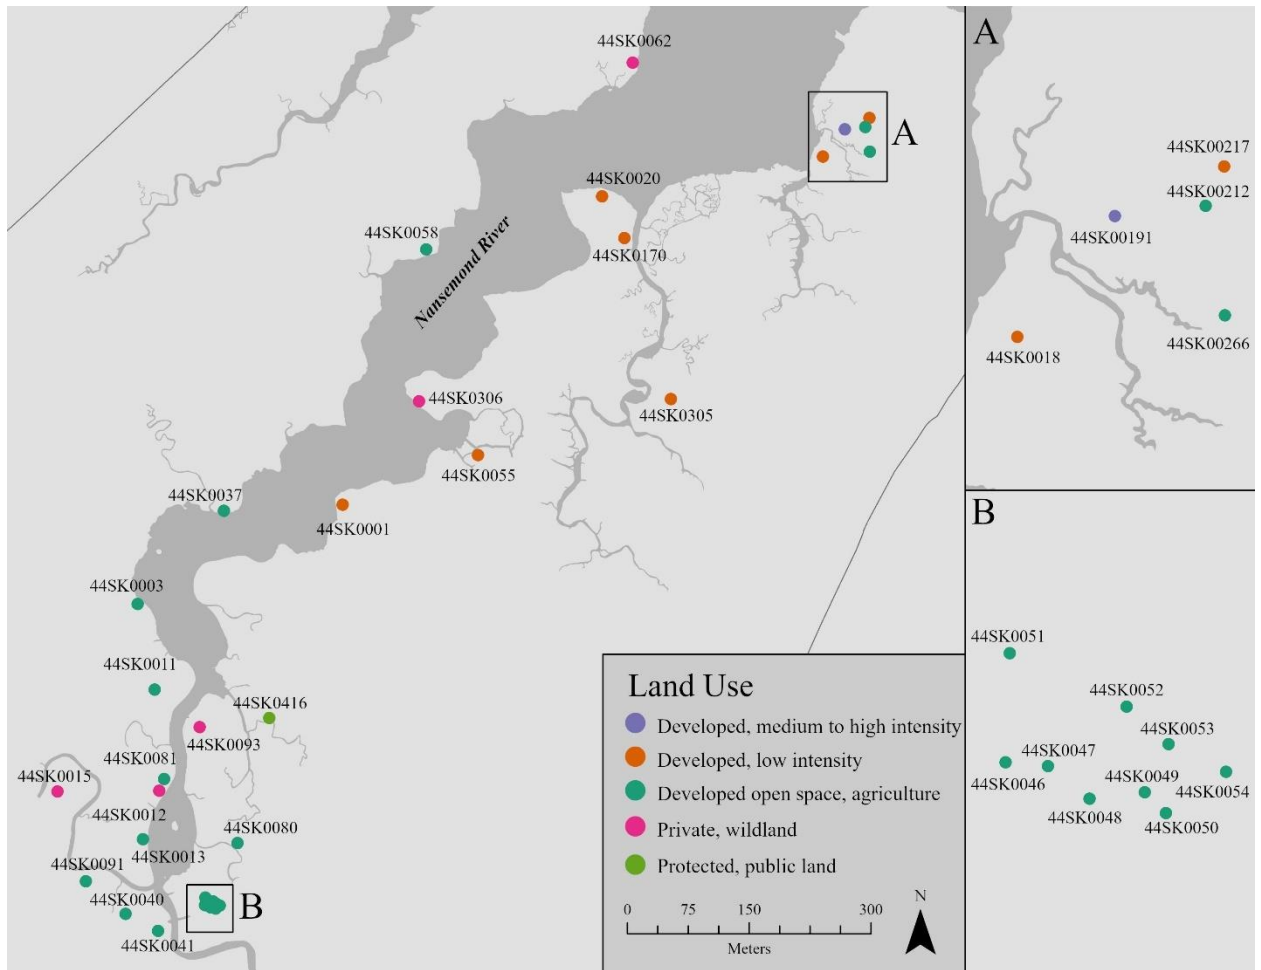 44SK0062
A
44SK0020
44SK0058
44SK0170
Nansemond River
44SK0306
44SK0305
44SK0055
44SK0037
44SK0001
44SK0003
44SK0011
44SK0416
44SK0093
44SK0081
44SK0015
44SK0012
44SK0080
44SK0013
44SK0091
44SK0040
B
44SK0041
Land Use
Developed, medium to high intensity
Developed, low intensity
Developed open space, agriculture
Private, wildland
Protected, public land
0 75 150 300
Meters
N
A
44SK00217
44SK00212
44SK00191
44SK00266
44SK0018
B
44SK0051
44SK0052
44SK0053
44SK0047
44SK0046
44SK0049
44SK0054
44SK0048
44SK0050